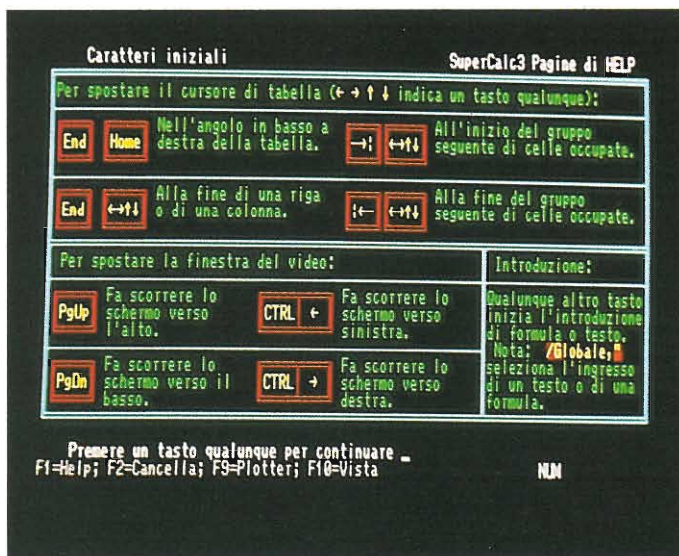 Caratteri iniziali
SuperCalc3 Pagine di HELP
Per spostare il cursore di tabella (← → ↑ ↓ indica un tasto qualunque):
End Home
Nell'angolo in basso a
destra della tabella.
→¦ ←→↑↓
All'inizio del gruppo
seguente di celle occupate.
End ←→↑↓
Alla fine di una riga
o di una colonna.
¦← ←→↑↓
Alla fine del gruppo
seguente di celle occupate.
Per spostare la finestra del video:
PgUp
Fa scorrere lo
schermo verso
l'alto.
CTRL ←
Fa scorrere lo
schermo verso
sinistra.
PgDn
Fa scorrere lo
schermo verso il
basso.
CTRL →
Fa scorrere lo
schermo verso
destra.
Introduzione:
Qualunque altro tasto
inizia l'introduzione
di formula o testo.
Nota: /Globale,"
seleziona l'ingresso
di un testo o di una
formula.
Premere un tasto qualunque per continuare _
F1=Help; F2=Cancella; F9=Plotter; F10=Vista
NUM